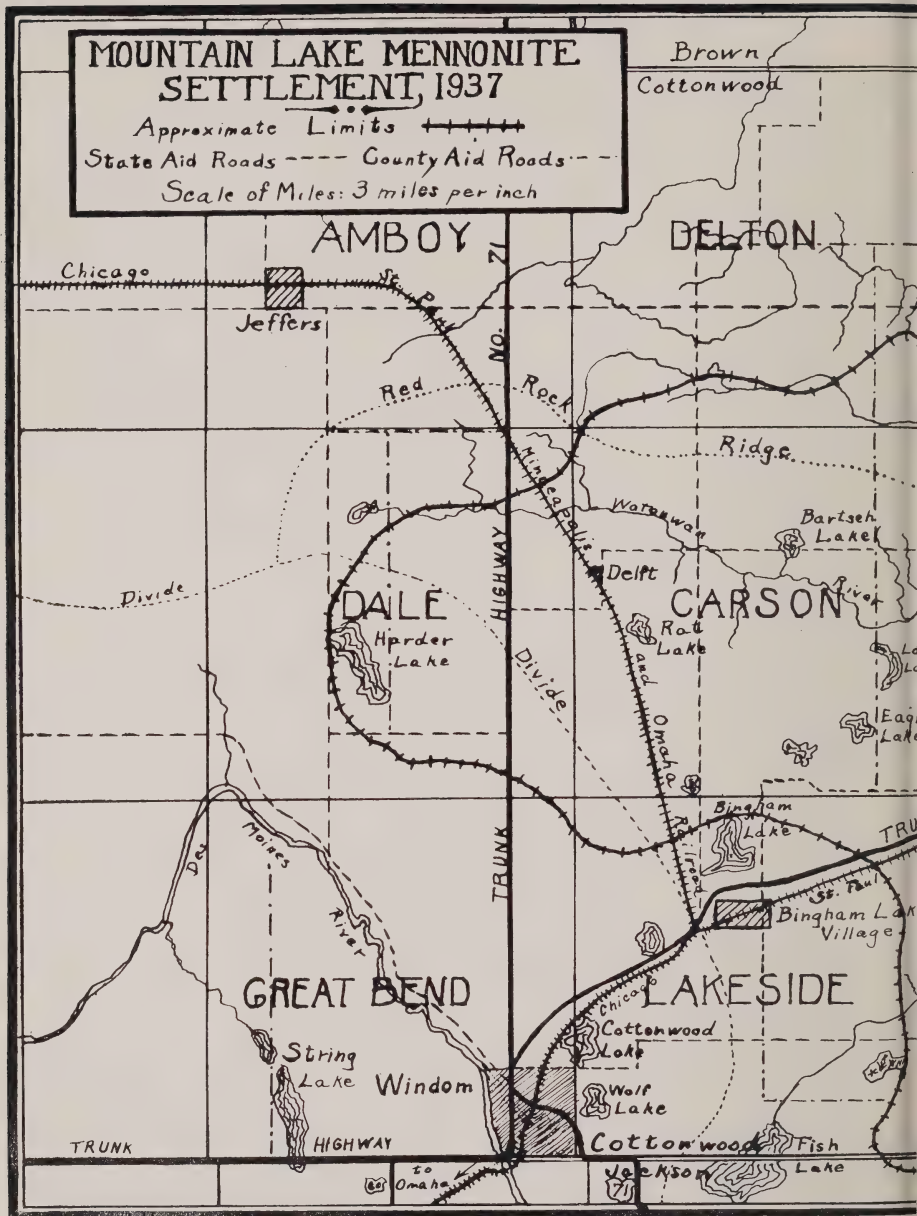 MOUNTAIN LAKE MENNONITE
SETTLEMENT, 1937
Approximate Limits
State Aid Roads County Aid Roads
Scale of Miles: 3 miles per inch
Brown
Cottonwood
AMBOY
DELTON
Chicago
St. Paul
Jeffers
NO. 71
Red Rock Ridge
Minneapolis
Watonwan River
Bartsch
Lake
HIGHWAY
Delft
Divide
DALE
CARSON
Harder
Lake
Rat
Lake
Divide
and
Omaha
Railroad
Eag
Lake
Bingham
Lake
TRU
Des Moines River
TRUNK
St. Paul
Bingham Lak
Village
GREAT BEND
LAKESIDE
Chicago
Cottonwood
Lake
String
Lake
Windom
Wolf
Lake
TRUNK
HIGHWAY
Cottonwood
Fish
Lake
to
Omaha
Jackson
71